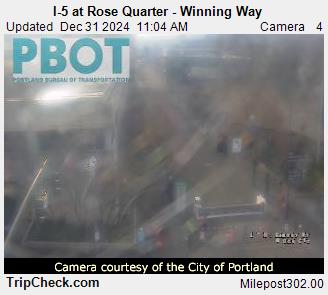 I-5 at Rose Quarter - Winning Way
Updated Dec 31 2024 11:04 AM Camera 4
PBOT
PORTLAND BUREAU OF TRANSPORTATION
Camera courtesy of the City of Portland
TripCheck.com Milepost302.00